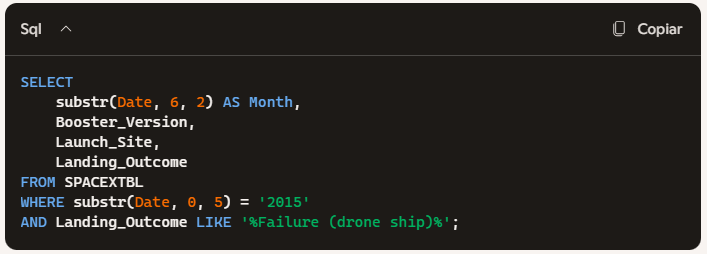 Sql
Copiar
SELECT
    substr(Date, 6, 2) AS Month,
    Booster_Version,
    Launch_Site,
    Landing_Outcome
FROM SPACEXTBL
WHERE substr(Date, 0, 5) = '2015'
AND Landing_Outcome LIKE '%Failure (drone ship)%';